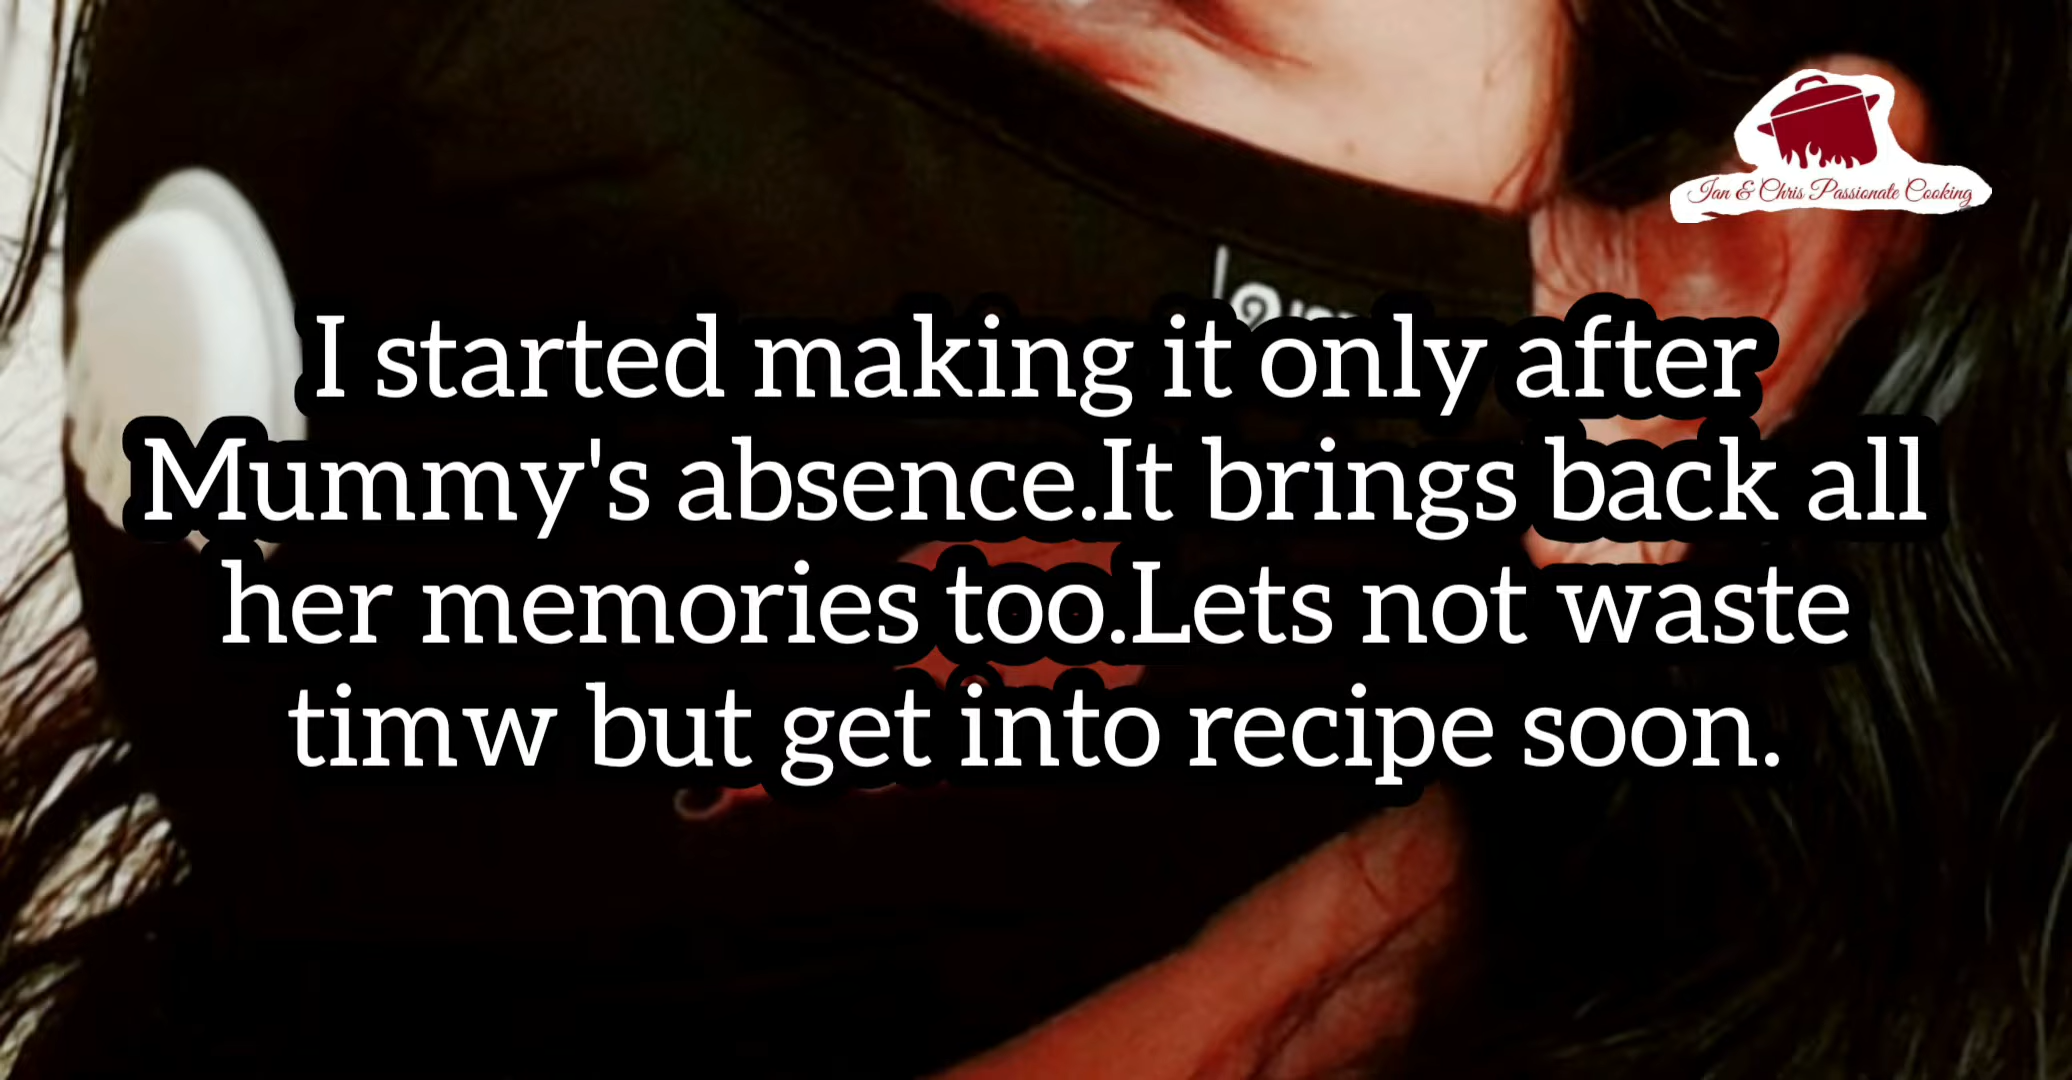 Jan & Chris Passionate Cooking
I started making it only after
Mummy's absence.It brings back all
her memories too.Lets not waste
timw but get into recipe soon.